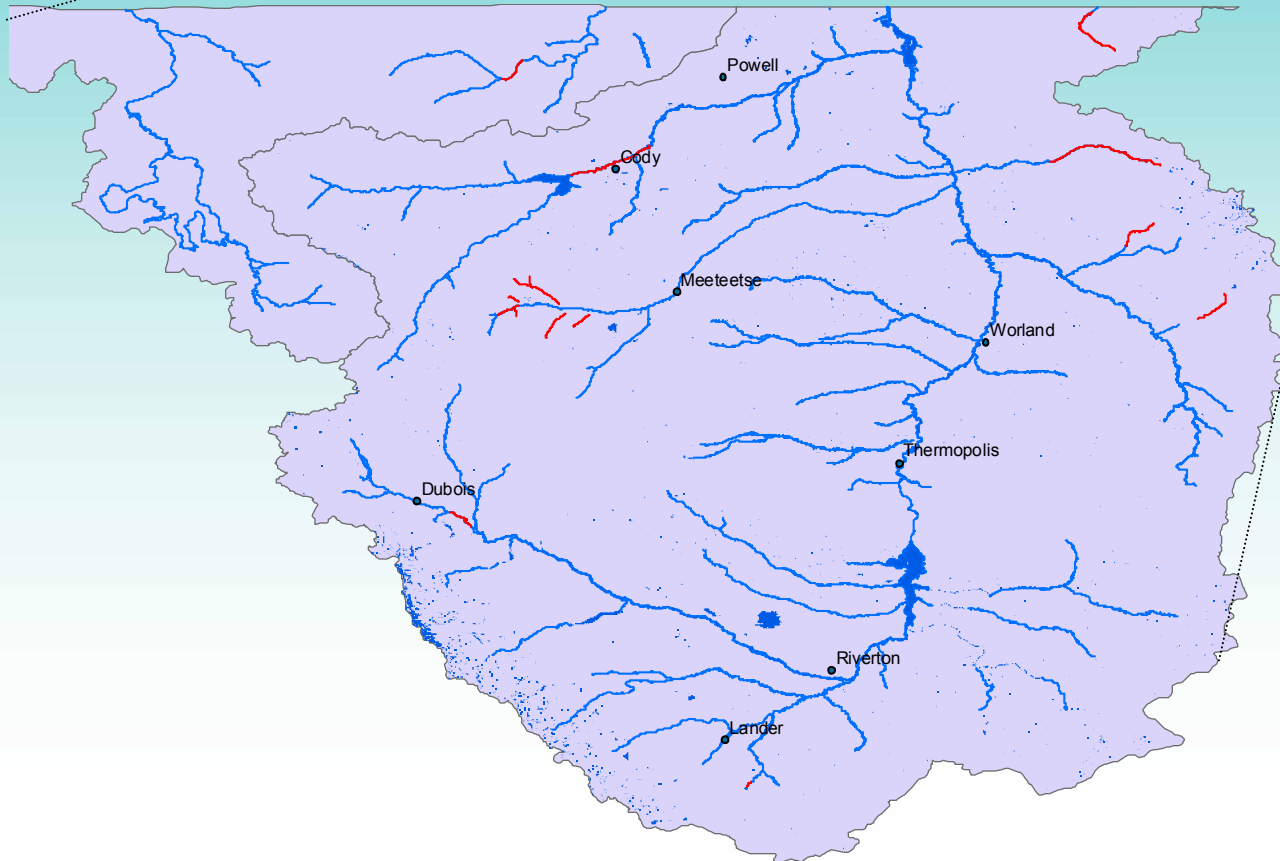 Powell
Cody
Meeteetse
Worland
Thermopolis
Dubois
Riverton
Lander